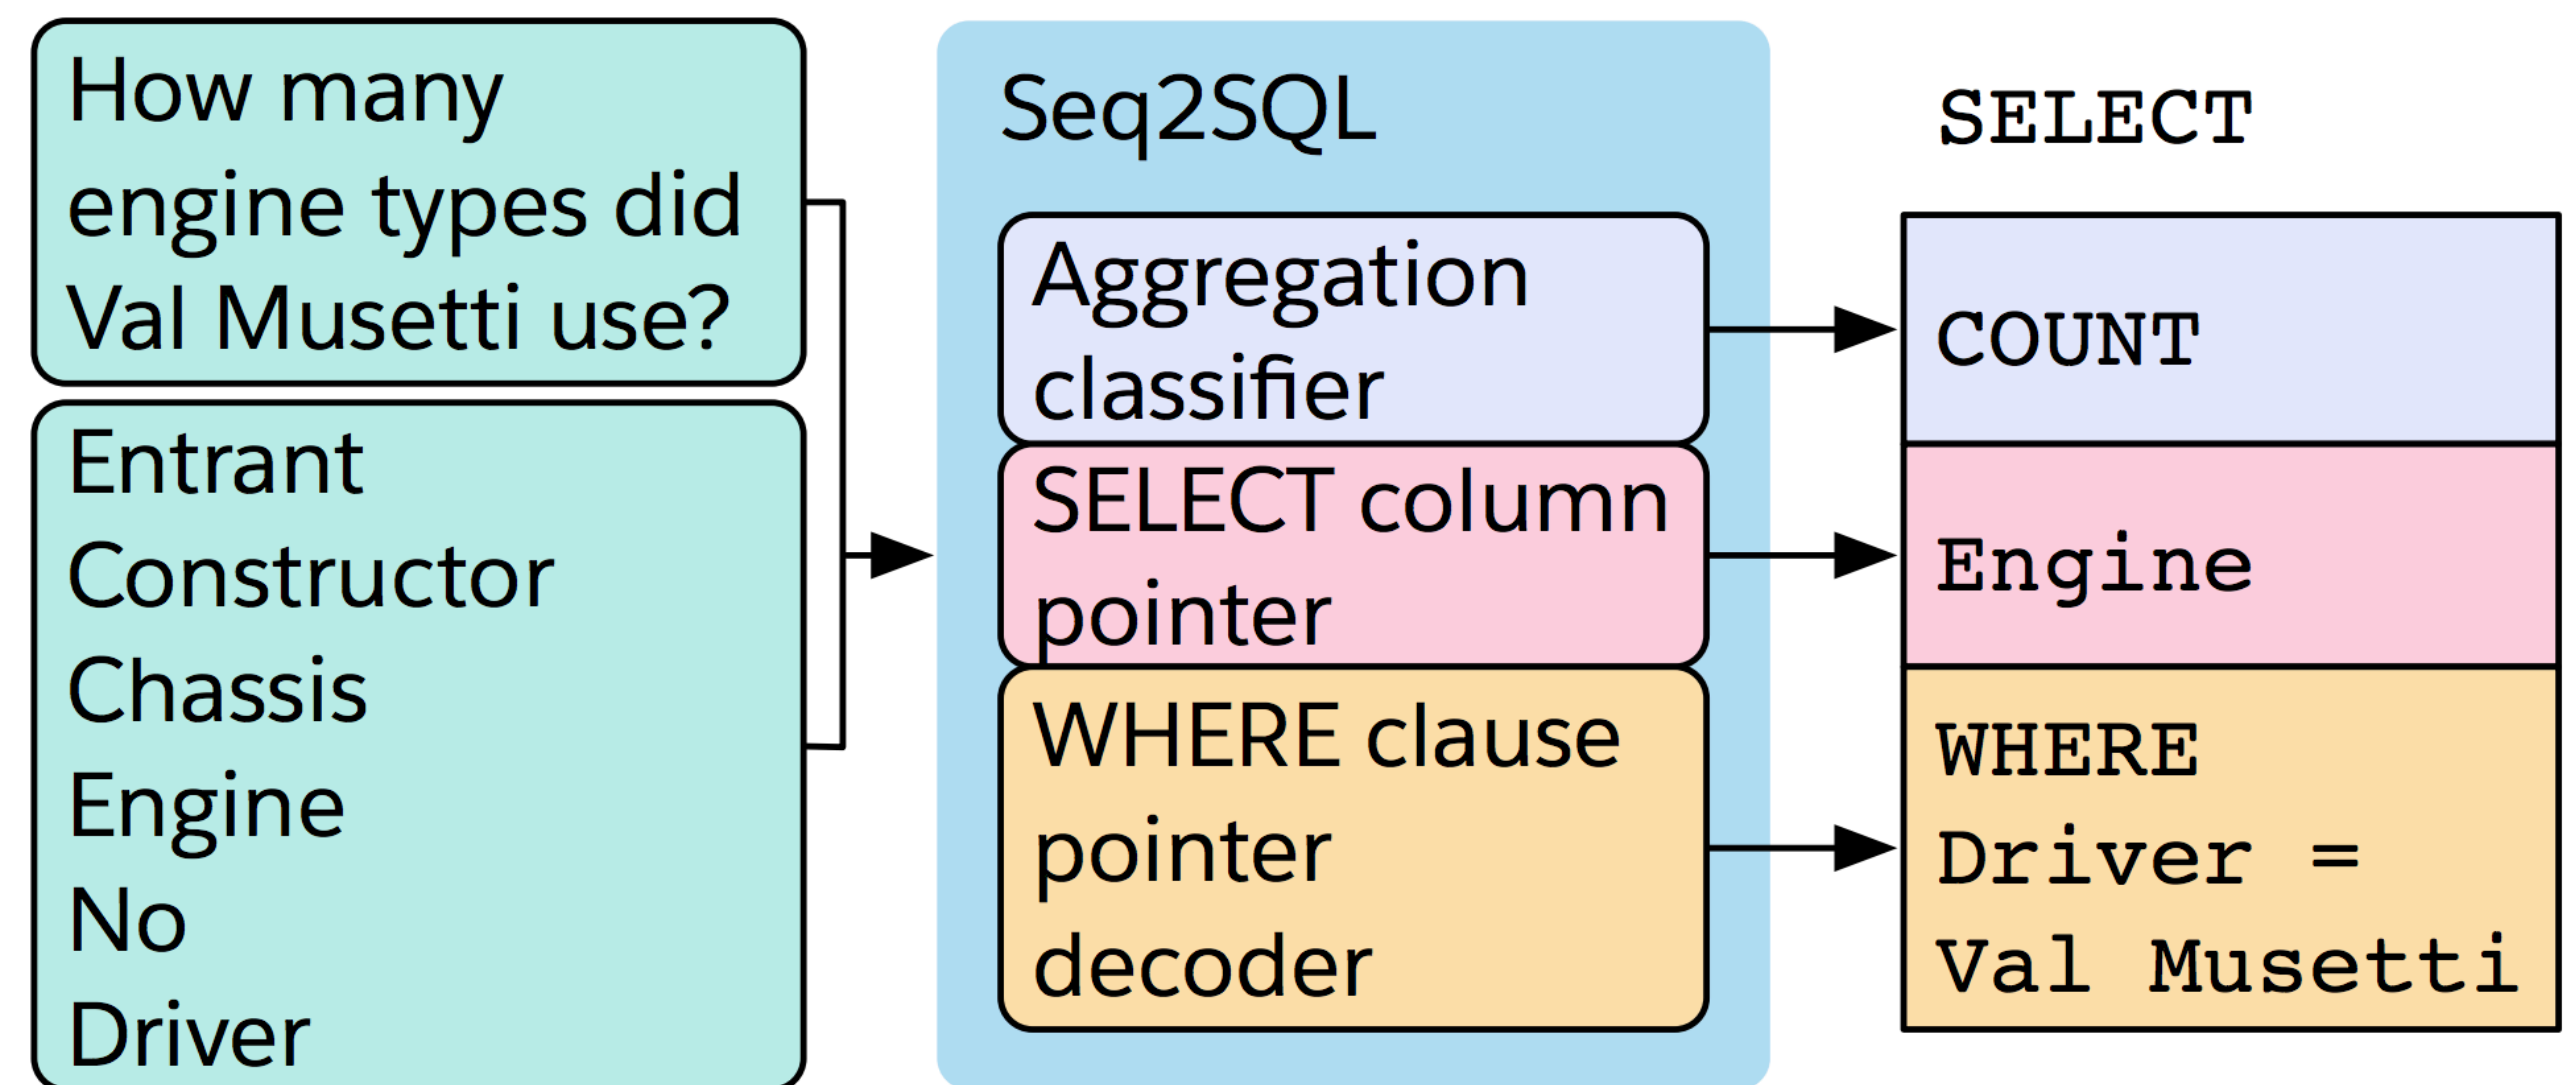 How many
engine types did
Val Musetti use?
Entrant
Constructor
Chassis
Engine
No
Driver
Seq2SQL
Aggregation
classifier
SELECT column
pointer
WHERE clause
pointer
decoder
SELECT
COUNT
Engine
WHERE
Driver =
Val Musetti